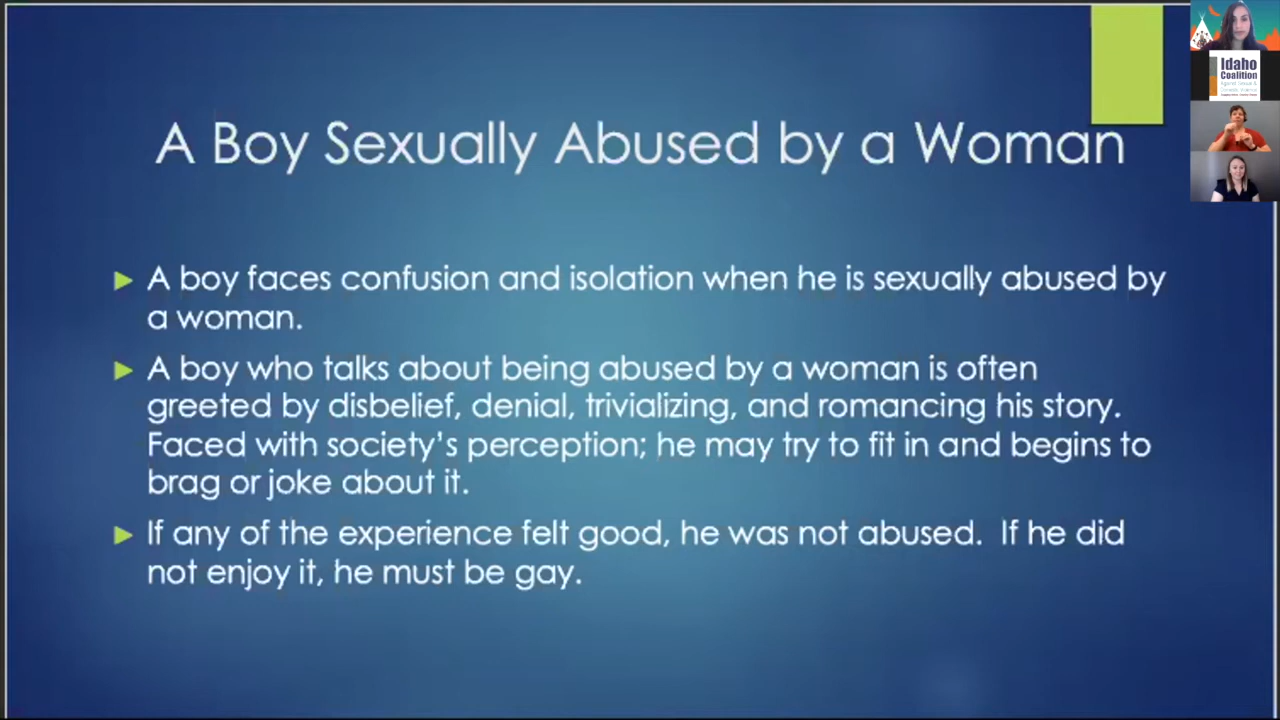 A Boy Sexually Abused by a Woman
A boy faces confusion and isolation when he is sexually abused by
a woman.
A boy who talks about being abused by a woman is often
greeted by disbelief, denial, trivializing, and romancing his story.
Faced with society's perception; he may try to fit in and begins to
brag or joke about it.
If any of the experience felt good, he was not abused.  If he did
not enjoy it, he must be gay.
Idaho
Coalition